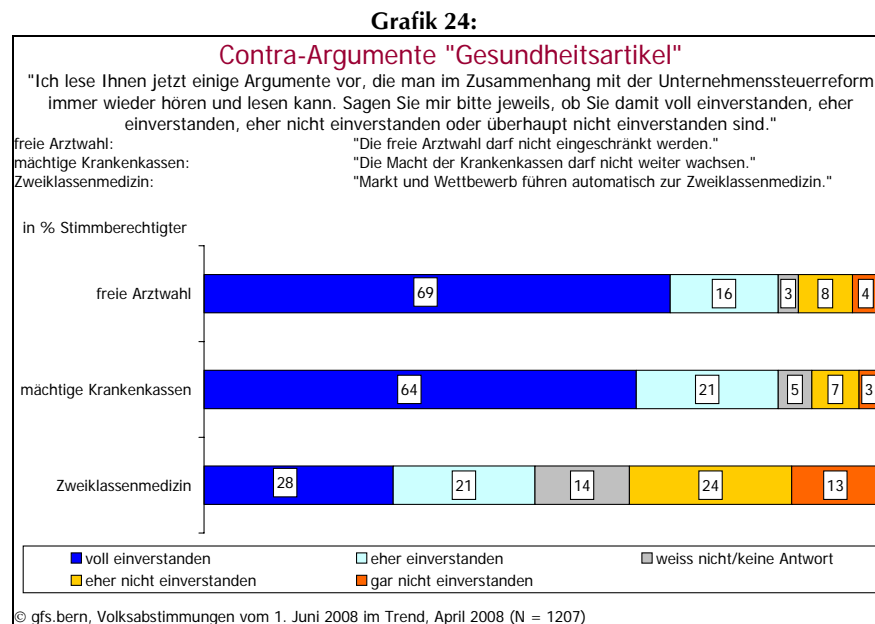 Grafik 24:
Contra-Argumente "Gesundheitsartikel"
"Ich lese Ihnen jetzt einige Argumente vor, die man im Zusammenhang mit der Unternehmenssteuerreform
immer wieder hören und lesen kann. Sagen Sie mir bitte jeweils, ob Sie damit voll einverstanden, eher
einverstanden, eher nicht einverstanden oder überhaupt nicht einverstanden sind."
freie Arztwahl: "Die freie Arztwahl darf nicht eingeschränkt werden."
mächtige Krankenkassen: "Die Macht der Krankenkassen darf nicht weiter wachsen."
Zweiklassenmedizin: "Markt und Wettbewerb führen automatisch zur Zweiklassenmedizin."
in % Stimmberechtigter
freie Arztwahl 69 16 3 8 4
mächtige Krankenkassen 64 21 5 7 3
Zweiklassenmedizin 28 21 14 24 13
voll einverstanden eher einverstanden weiss nicht/keine Antwort
eher nicht einverstanden gar nicht einverstanden
© gfs.bern, Volksabstimmungen vom 1. Juni 2008 im Trend, April 2008 (N = 1207)